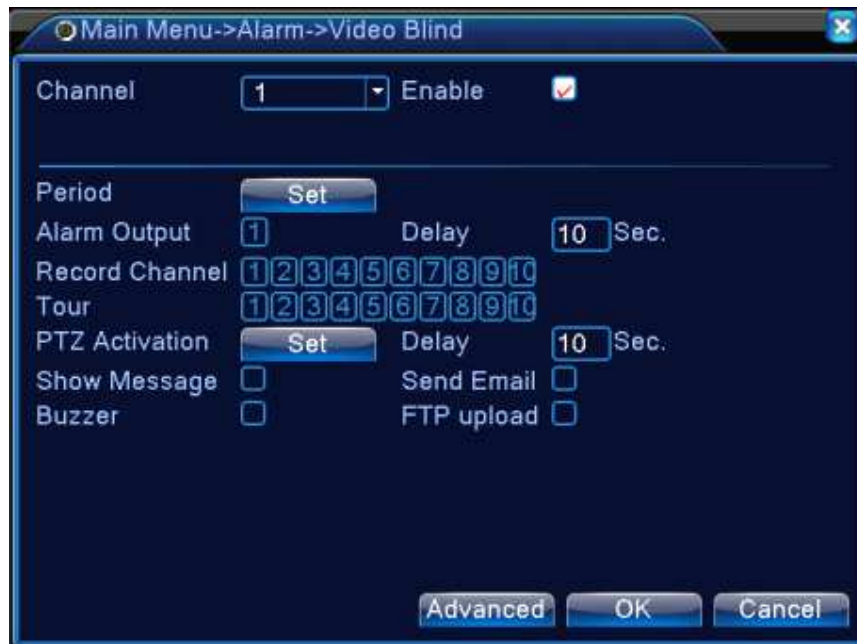 Main Menu->Alarm->Video Blind
Channel 1 Enable
Period Set
Alarm Output 1 Delay 10 Sec.
Record Channel 1 2 3 4 5 6 7 8 9 10
Tour 1 2 3 4 5 6 7 8 9 10
PTZ Activation Set Delay 10 Sec.
Show Message Send Email
Buzzer FTP upload
Advanced OK Cancel